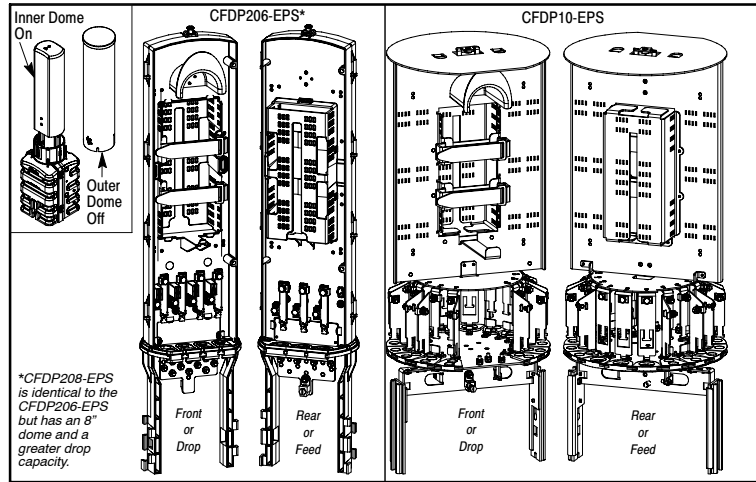 Inner Dome
On
Outer
Dome
Off
CFDP206-EPS*
*CFDP208-EPS
is identical to the
CFDP206-EPS
but has an 8"
dome and a
greater drop
capacity.
Front
or
Drop
Rear
or
Feed
CFDP10-EPS
Front
or
Drop
Rear
or
Feed